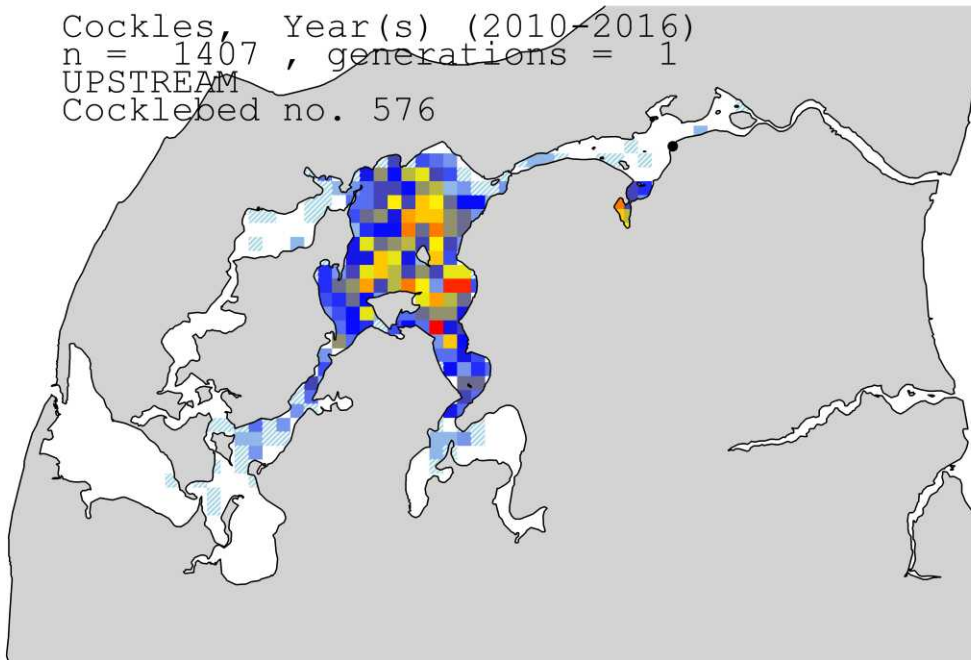 Cockles, Year(s) (2010-2016)
n = 1407 , generations = 1
UPSTREAM
Cocklebed no. 576